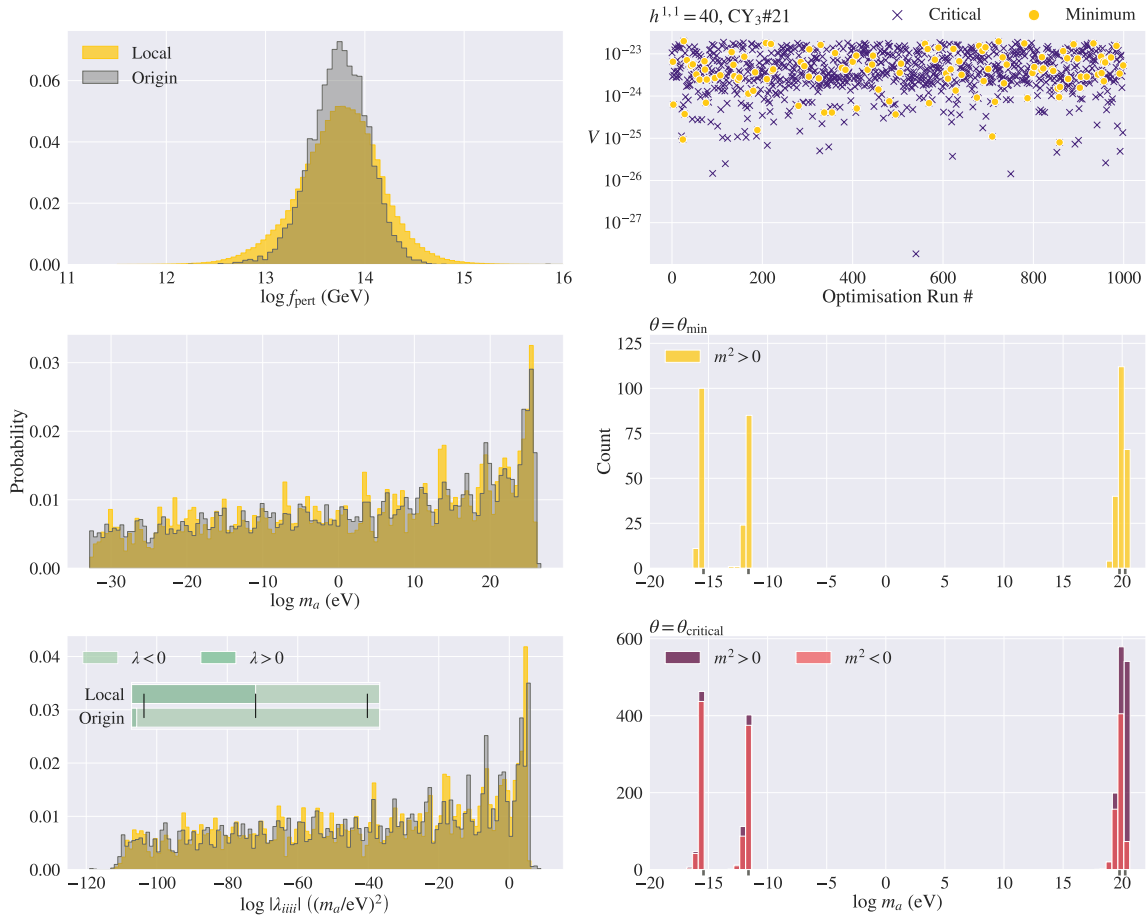 Local
Origin
0.06
0.04
0.02
0.00
11 12 13 14 15 16
log f_pert (GeV)
h^{1,1} = 40, CY_3#21
Critical Minimum
10^{-23}
10^{-24}
V 10^{-25}
10^{-26}
10^{-27}
0 200 400 600 800 1000
Optimisation Run #
0.03
0.02
0.01
0.00
Probability
−30 −20 −10 0 10 20
log m_a (eV)
θ = θ_min
m^2 > 0
125
100
75
50
25
0
Count
−20 −15 −10 −5 0 5 10 15 20
λ < 0 λ > 0
Local
Origin
0.04
0.03
0.02
0.01
0.00
−120 −100 −80 −60 −40 −20 0
log |λ_{iiii}| ((m_a/eV)^2)
θ = θ_critical
m^2 > 0 m^2 < 0
600
400
200
0
−20 −15 −10 −5 0 5 10 15 20
log m_a (eV)